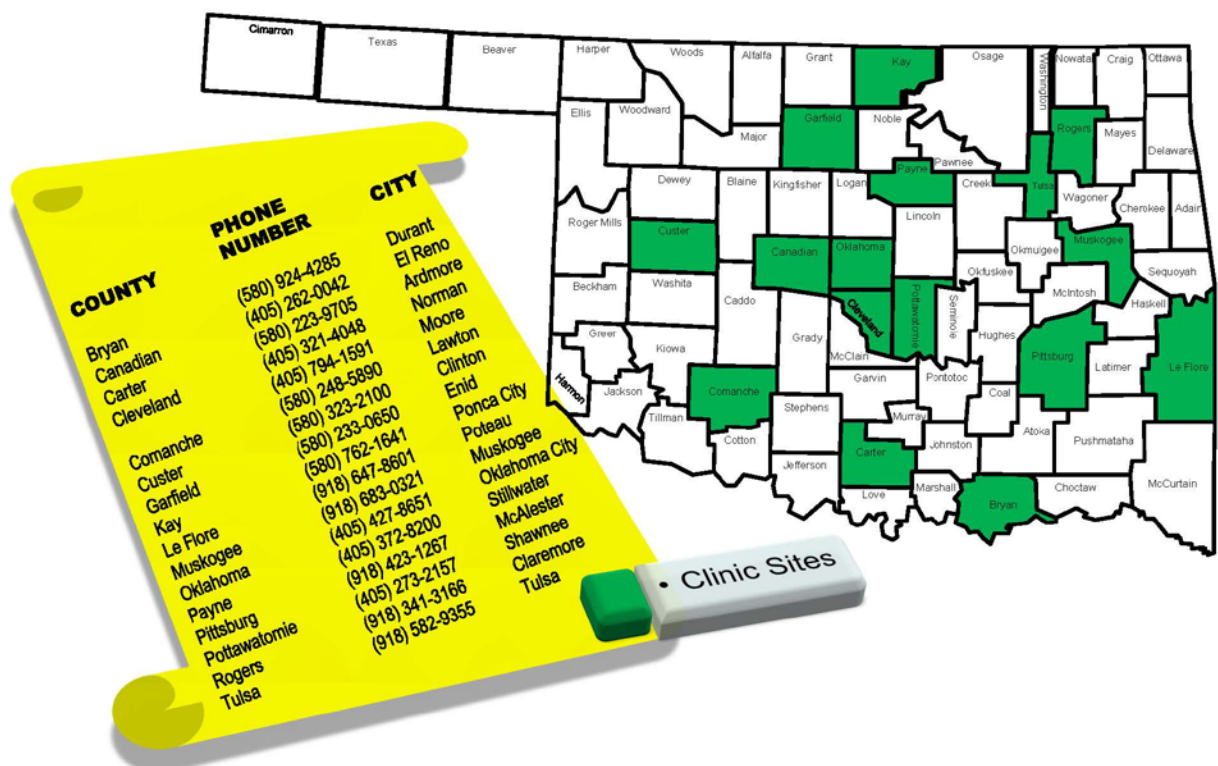 COUNTY PHONE NUMBER CITY
Bryan (580) 924-4285 Durant
Canadian (405) 262-0042 El Reno
Carter (580) 223-9705 Ardmore
Cleveland (405) 321-4048 Norman
(405) 794-1591 Moore
Comanche (580) 248-5890 Lawton
Custer (580) 323-2100 Clinton
Garfield (580) 233-0650 Enid
Kay (580) 762-1641 Ponca City
Le Flore (918) 647-8601 Poteau
Muskogee (918) 683-0321 Muskogee
Oklahoma (405) 427-8651 Oklahoma City
Payne (405) 372-8200 Stillwater
Pittsburg (918) 423-1267 McAlester
Pottawatomie (405) 273-2157 Shawnee
Rogers (918) 341-3166 Claremore
Tulsa (918) 582-9355 Tulsa
• Clinic Sites
Cimarron
Texas
Beaver
Harper
Woods
Alfalfa
Grant
Kay
Osage
Washington
Nowata
Craig
Ottawa
Ellis
Woodward
Major
Garfield
Noble
Pawnee
Rogers
Mayes
Delaware
Dewey
Blaine
Kingfisher
Logan
Payne
Creek
Tulsa
Wagoner
Cherokee
Adair
Roger Mills
Custer
Canadian
Oklahoma
Lincoln
Okmulgee
Muskogee
Sequoyah
Beckham
Washita
Caddo
Cleveland
Pottawatomie
Seminole
Okfuskee
McIntosh
Haskell
Greer
Kiowa
Grady
McClain
Hughes
Pittsburg
Latimer
Le Flore
Harmon
Jackson
Comanche
Garvin
Pontotoc
Coal
Tillman
Cotton
Stephens
Murray
Johnston
Atoka
Pushmataha
Jefferson
Carter
Love
Marshall
Bryan
Choctaw
McCurtain